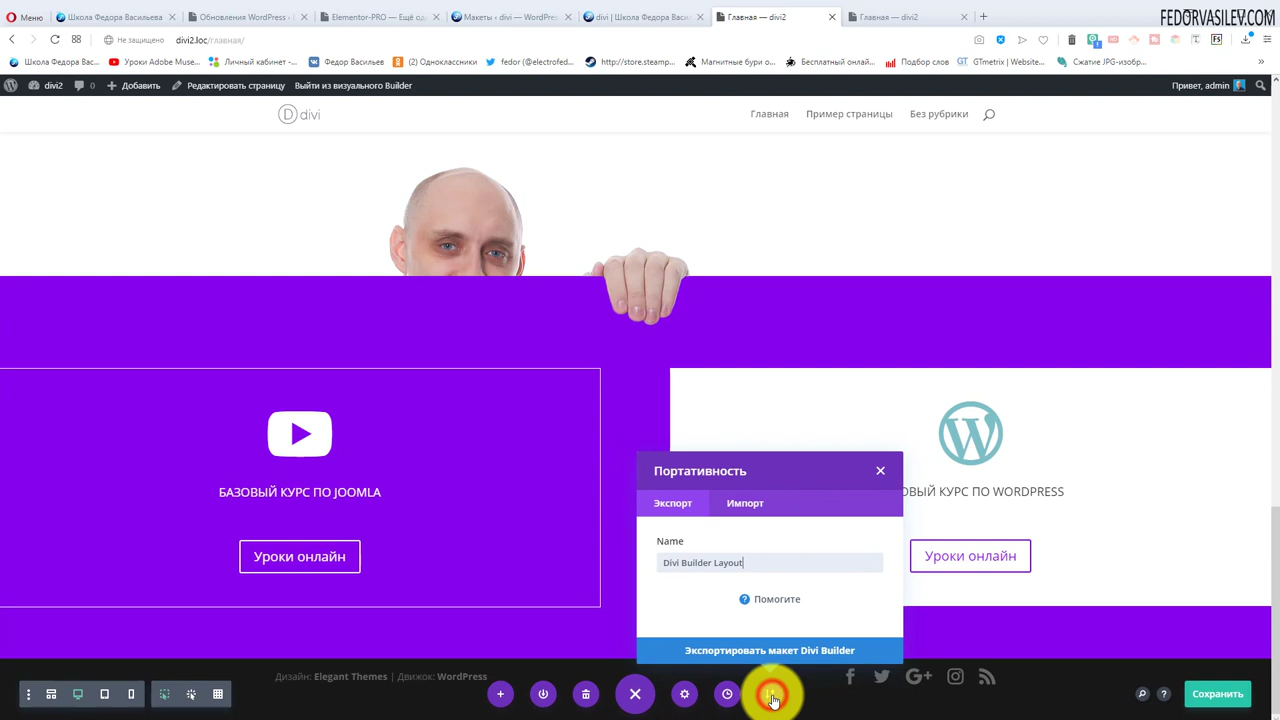 FEDORVASILEV.COM
Меню
Школа Федора Васильева
Обновления WordPress ‹
Elementor-PRO — Ещё од
Макеты ‹ divi — WordPres
divi | Школа Федора Васи
Главная — divi2
Главная — divi2
Не защищено
divi2.loc/главная/
Школа Федора Вас...
Уроки Adobe Muse...
Личный кабинет -...
Федор Васильев
(2) Одноклассники
fedor (@electrofed...
http://store.steamp...
Магнитные бури о...
Бесплатный онлай...
Подбор слов
GTmetrix | Website...
Сжатие JPG-изобр...
divi2
0
Добавить
Редактировать страницу
Выйти из визуального Builder
Привет, admin
D divi
Главная
Пример страницы
Без рубрики
БАЗОВЫЙ КУРС ПО JOOMLA
Уроки онлайн
ОВЫЙ КУРС ПО WORDPRESS
Уроки онлайн
Портативность
Экспорт
Импорт
Name
Divi Builder Layout
Помогите
Экспортировать макет Divi Builder
Дизайн: Elegant Themes | Движок: WordPress
Сохранить